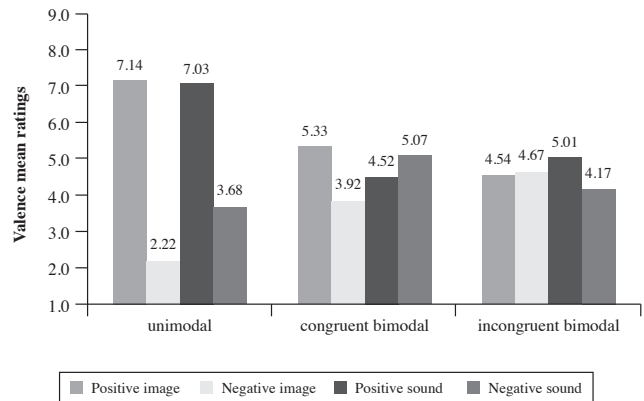 9.0
8.0
7.0
6.0
5.0
4.0
3.0
2.0
1.0
Valence mean ratings
7.14
2.22
7.03
3.68
5.33
3.92
4.52
5.07
4.54
4.67
5.01
4.17
unimodal
congruent bimodal
incongruent bimodal
Positive image
Negative image
Positive sound
Negative sound